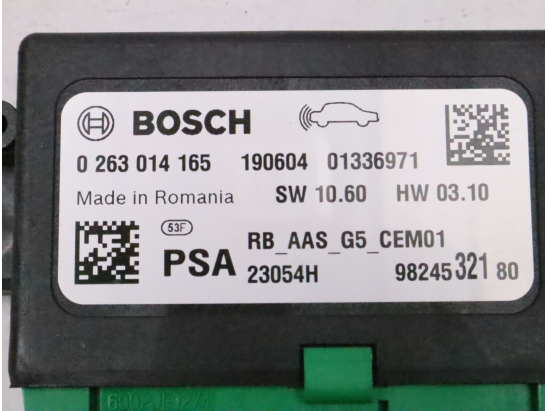 BOSCH
0 263 014 165 190604 01336971
Made in Romania SW 10.60 HW 03.10
53F
PSA RB_AAS_G5_CEM01
23054H 98245 321 80